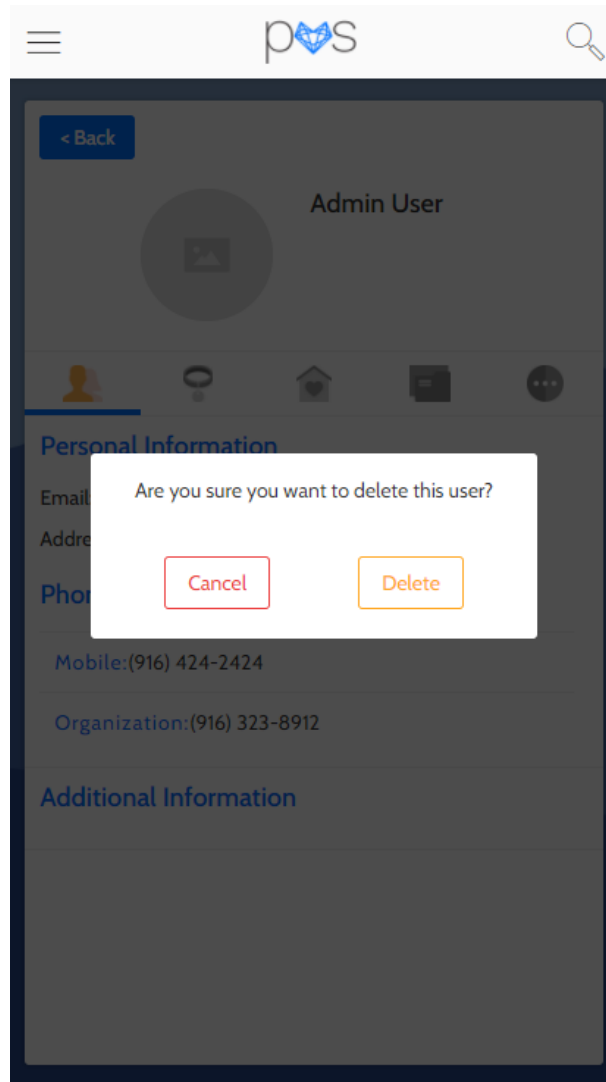 pvs
< Back
Admin User
Personal Information
Email
Addre
Phon
Are you sure you want to delete this user?
Cancel
Delete
Mobile:(916) 424-2424
Organization:(916) 323-8912
Additional Information